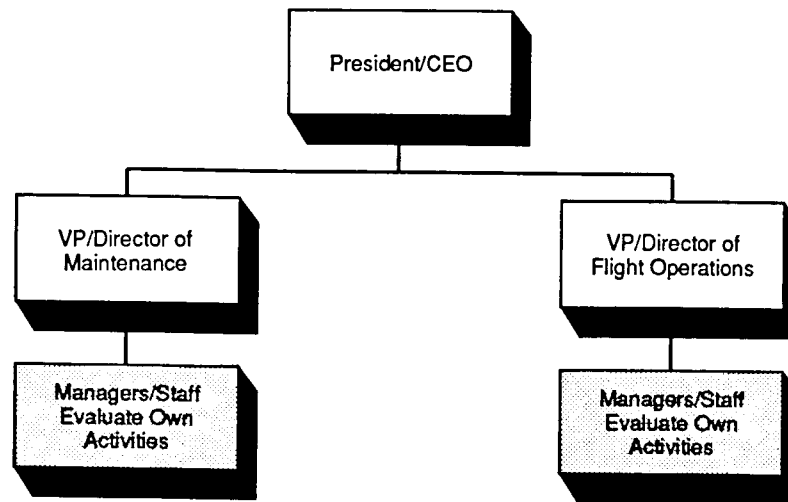 President/CEO
VP/Director of
Maintenance
VP/Director of
Flight Operations
Managers/Staff
Evaluate Own
Activities
Managers/Staff
Evaluate Own
Activities